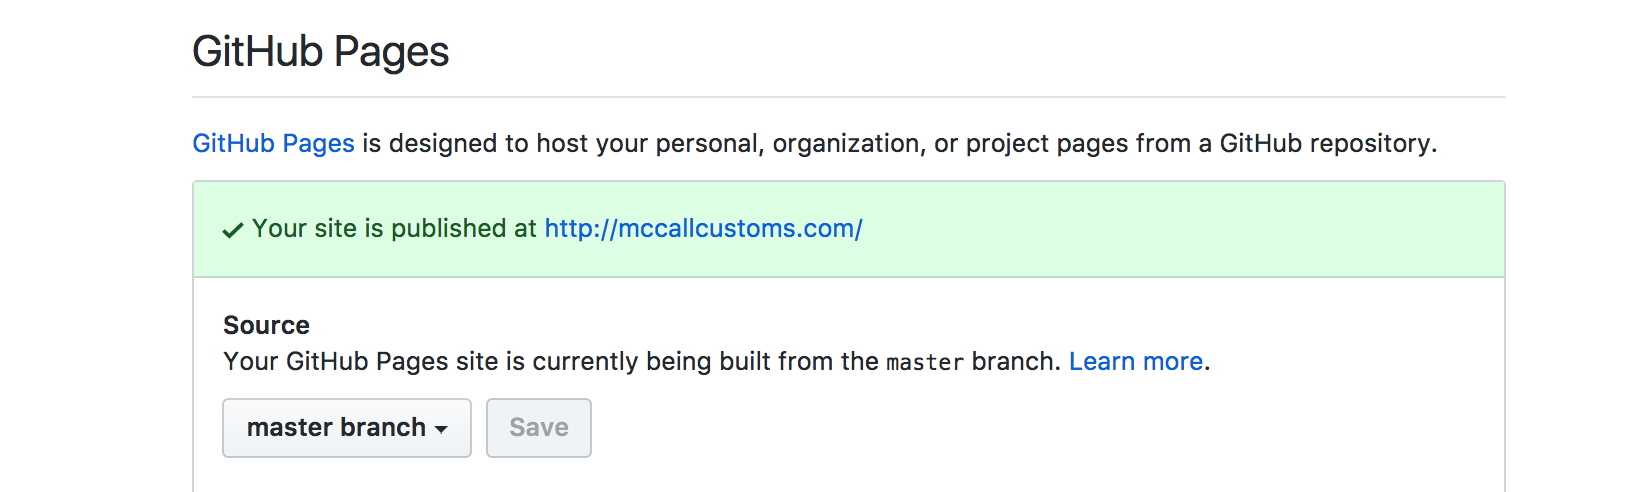 GitHub Pages
GitHub Pages is designed to host your personal, organization, or project pages from a GitHub repository.
Your site is published at http://mccallcustoms.com/
Source
Your GitHub Pages site is currently being built from the master branch. Learn more.
master branch Save